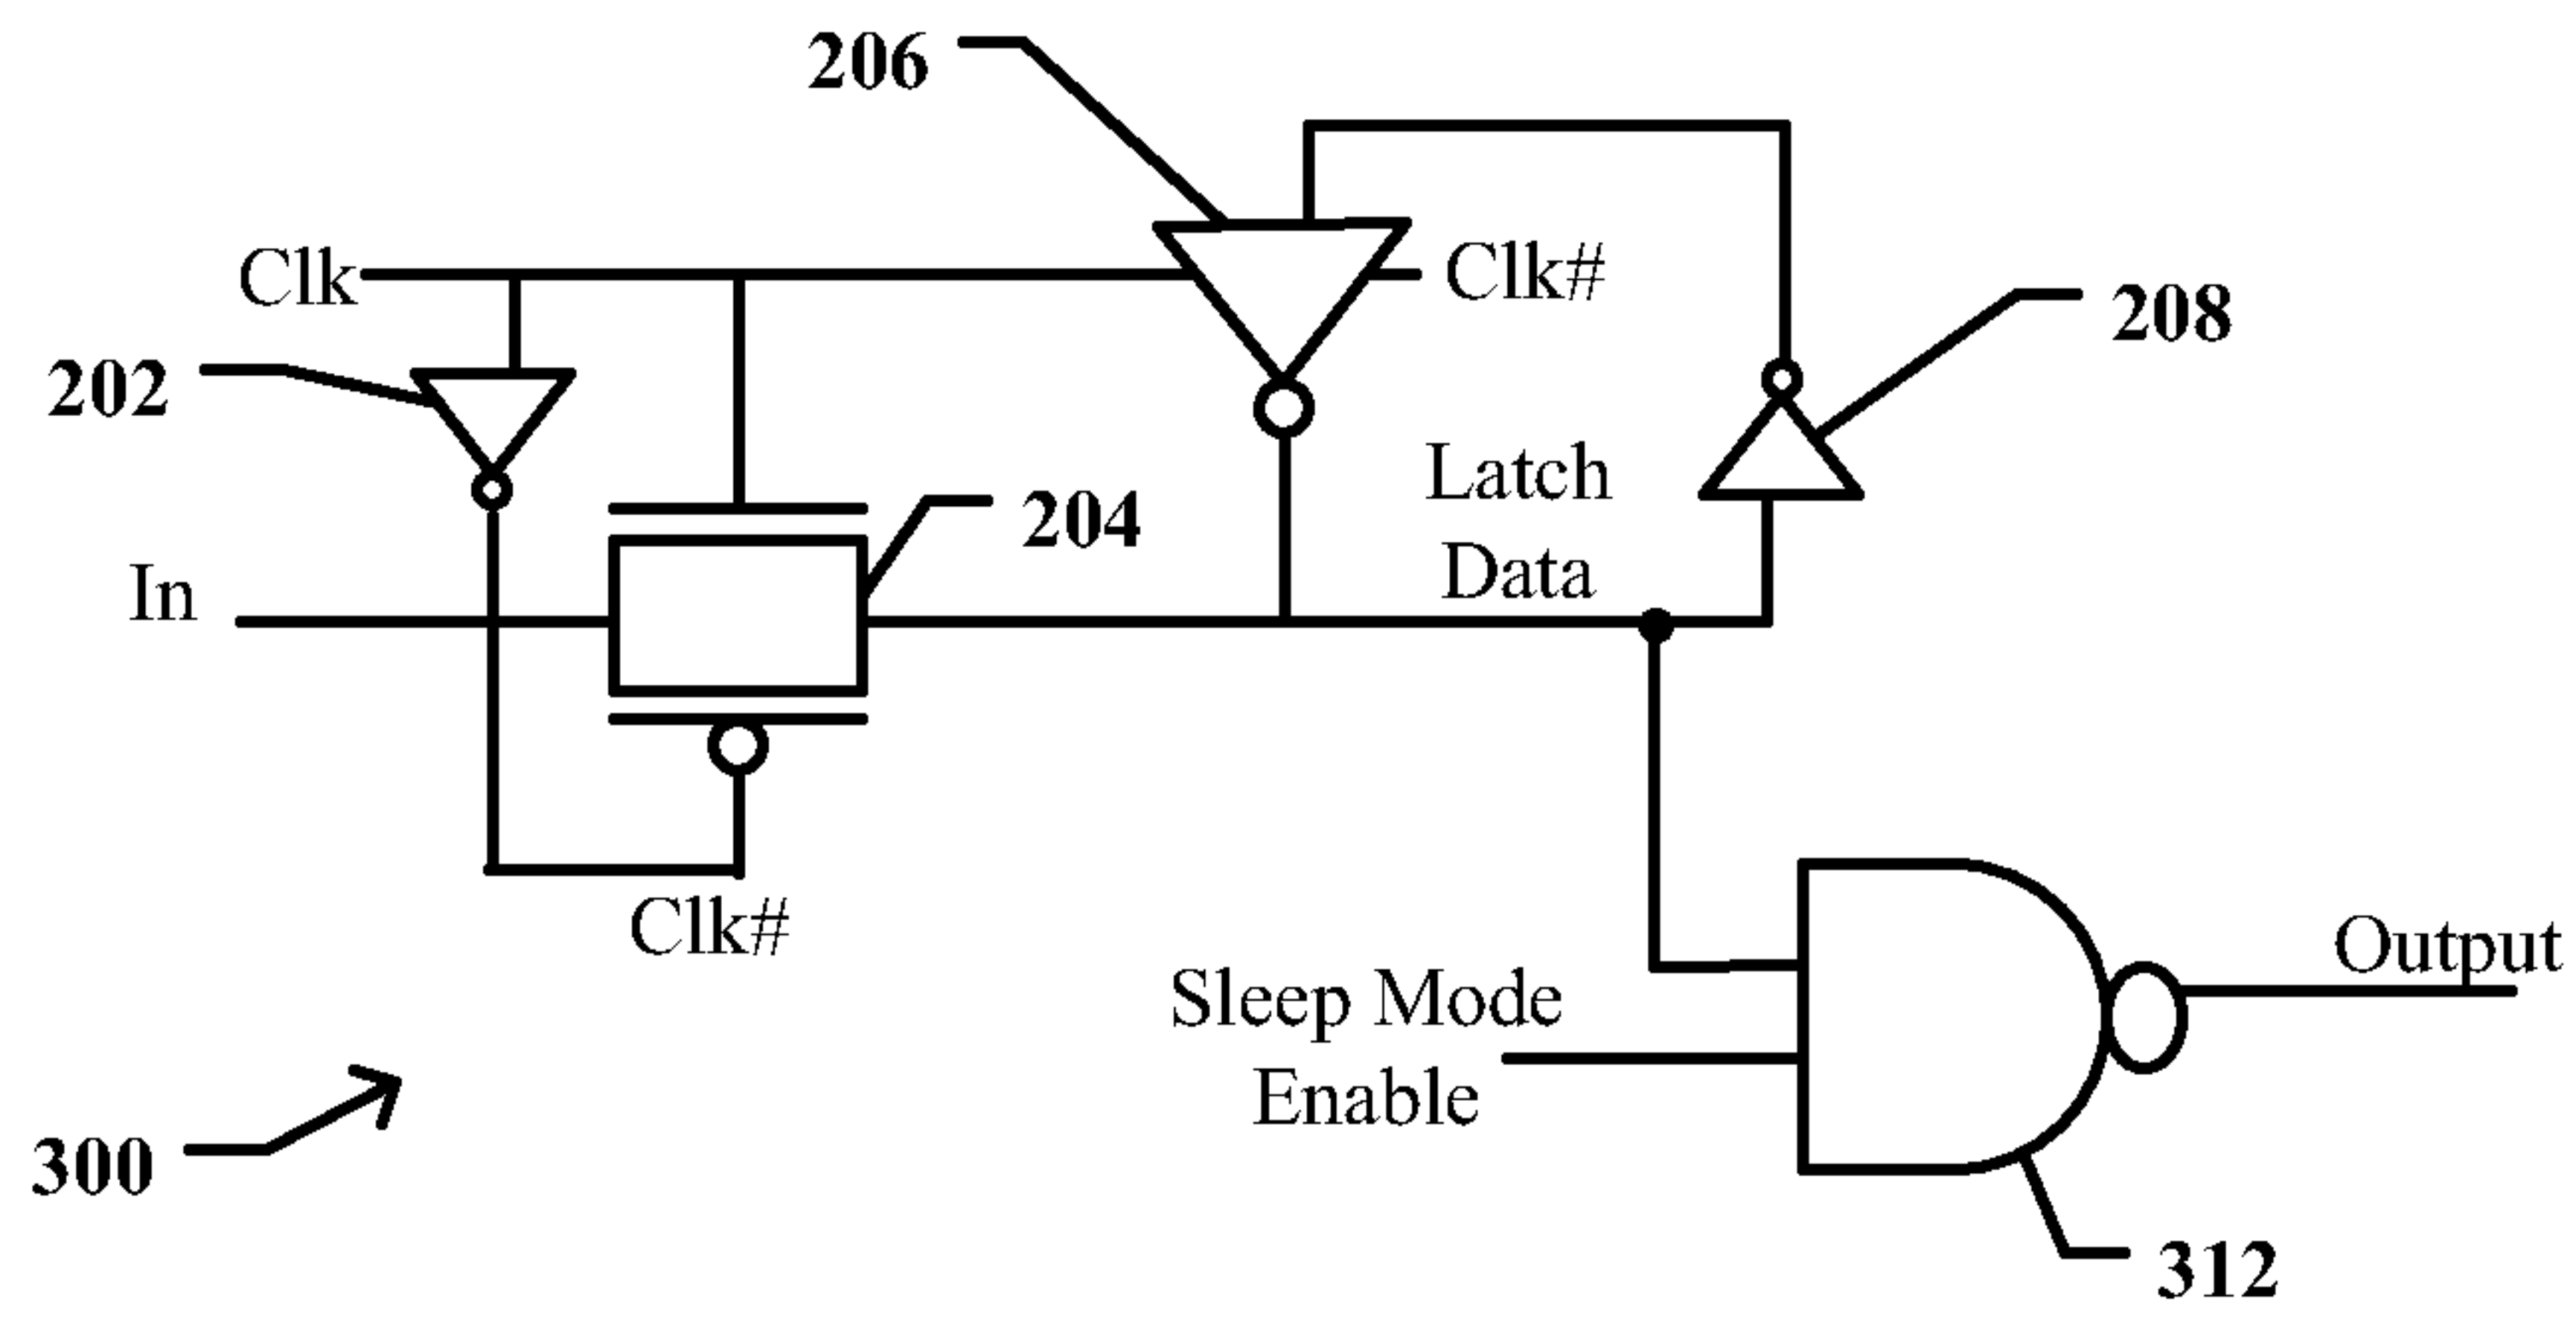 206
Clk
Clk#
208
202
Latch
204
Data
In
Clk#
Output
Sleep Mode
Enable
300
312